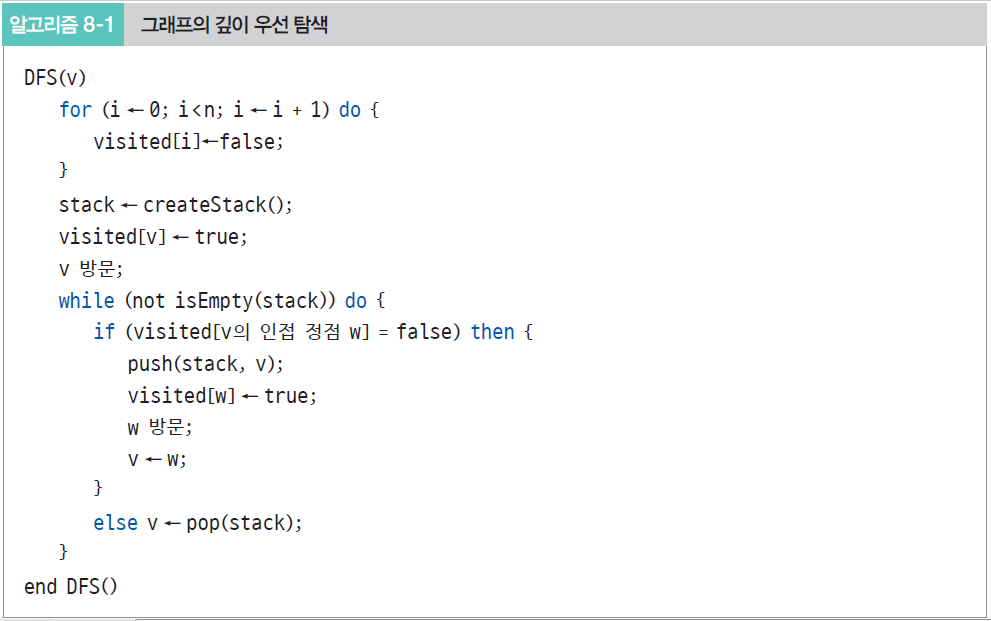 알고리즘 8-1 그래프의 깊이 우선 탐색
DFS(v)
for (i ← 0; i<n; i ← i + 1) do {
visited[i]←false;
}
stack ← createStack();
visited[v] ← true;
v 방문;
while (not isEmpty(stack)) do {
if (visited[v의 인접 정점 w] = false) then {
push(stack, v);
visited[w] ← true;
w 방문;
v ← w;
}
else v ← pop(stack);
}
end DFS()